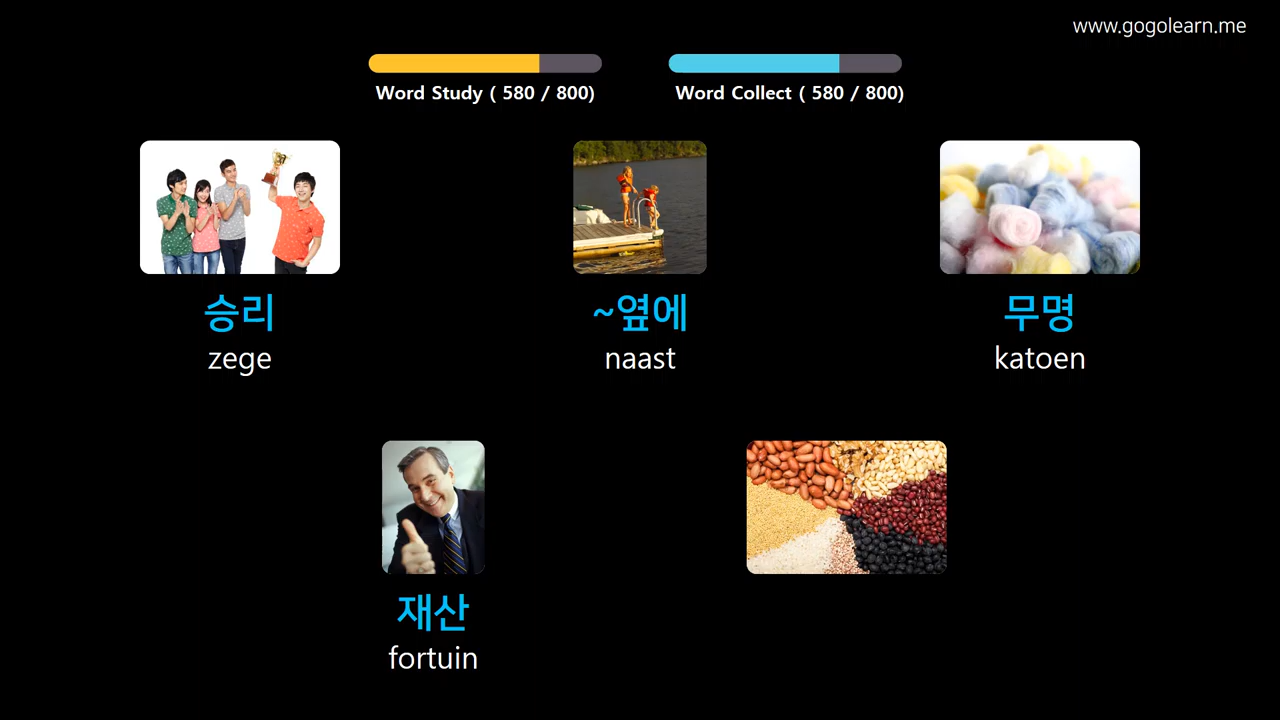 www.gogolearn.me
Word Study ( 580 / 800)
Word Collect ( 580 / 800)
승리
zege
~옆에
naast
무명
katoen
재산
fortuin